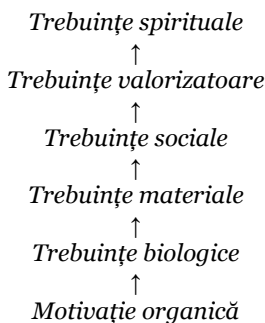 Trebuințe spirituale
↑
Trebuințe valorizatoare
↑
Trebuințe sociale
↑
Trebuințe materiale
↑
Trebuințe biologice
↑
Motivație organică